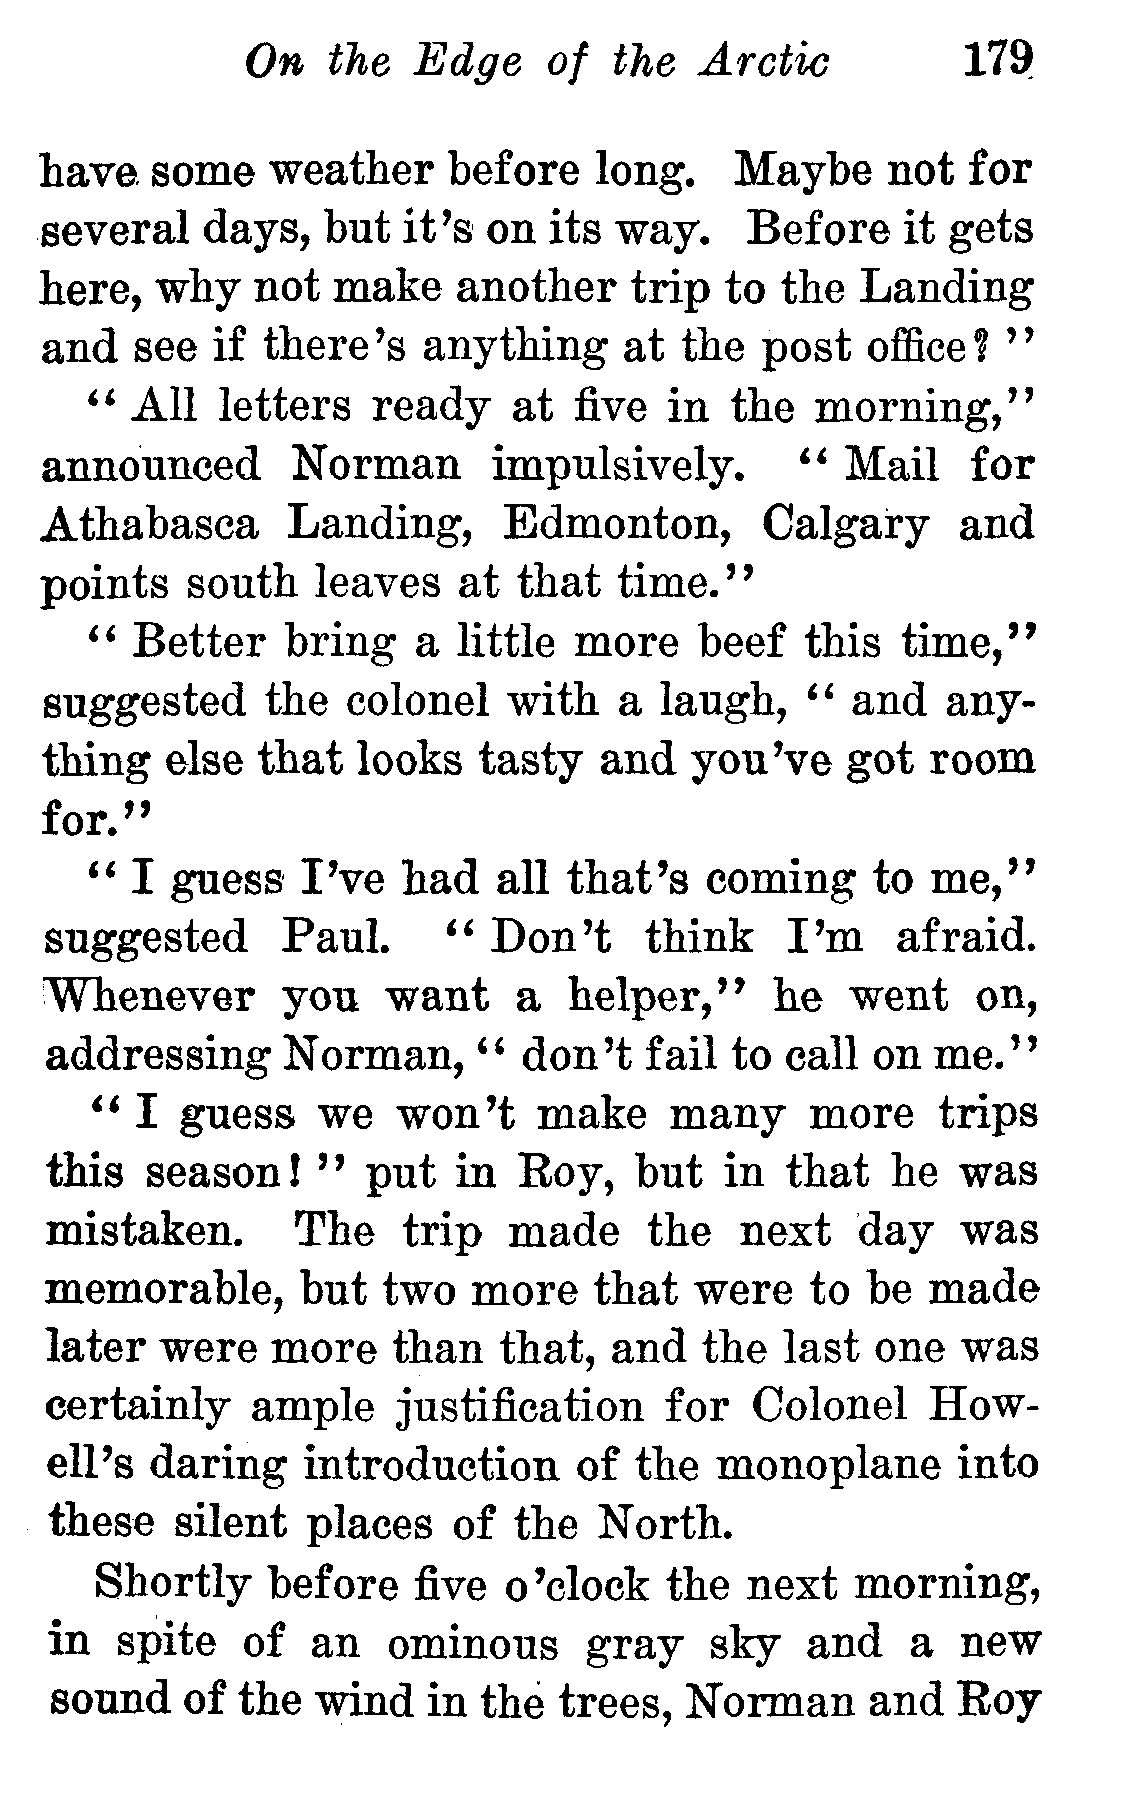 On the Edge of the Arctic 179
have some weather before long. Maybe not for
several days, but it's on its way. Before it gets
here, why not make another trip to the Landing
and see if there's anything at the post office? "
" All letters ready at five in the morning,"
announced Norman impulsively. " Mail for
Athabasca Landing, Edmonton, Calgary and
points south leaves at that time."
" Better bring a little more beef this time,"
suggested the colonel with a laugh, " and any-
thing else that looks tasty and you've got room
for."
" I guess I've had all that's coming to me,"
suggested Paul. " Don't think I'm afraid.
Whenever you want a helper," he went on,
addressing Norman, " don't fail to call on me."
" I guess we won't make many more trips
this season! " put in Roy, but in that he was
mistaken. The trip made the next day was
memorable, but two more that were to be made
later were more than that, and the last one was
certainly ample justification for Colonel How-
ell's daring introduction of the monoplane into
these silent places of the North.
Shortly before five o'clock the next morning,
in spite of an ominous gray sky and a new
sound of the wind in the trees, Norman and Roy